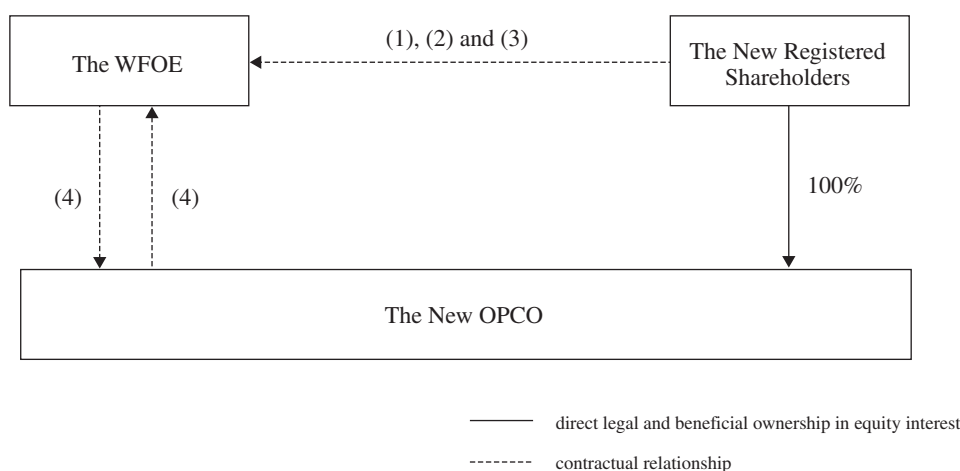 (1), (2) and (3)
The WFOE
The New Registered
Shareholders
(4)
(4)
100%
The New OPCO
direct legal and beneficial ownership in equity interest
contractual relationship